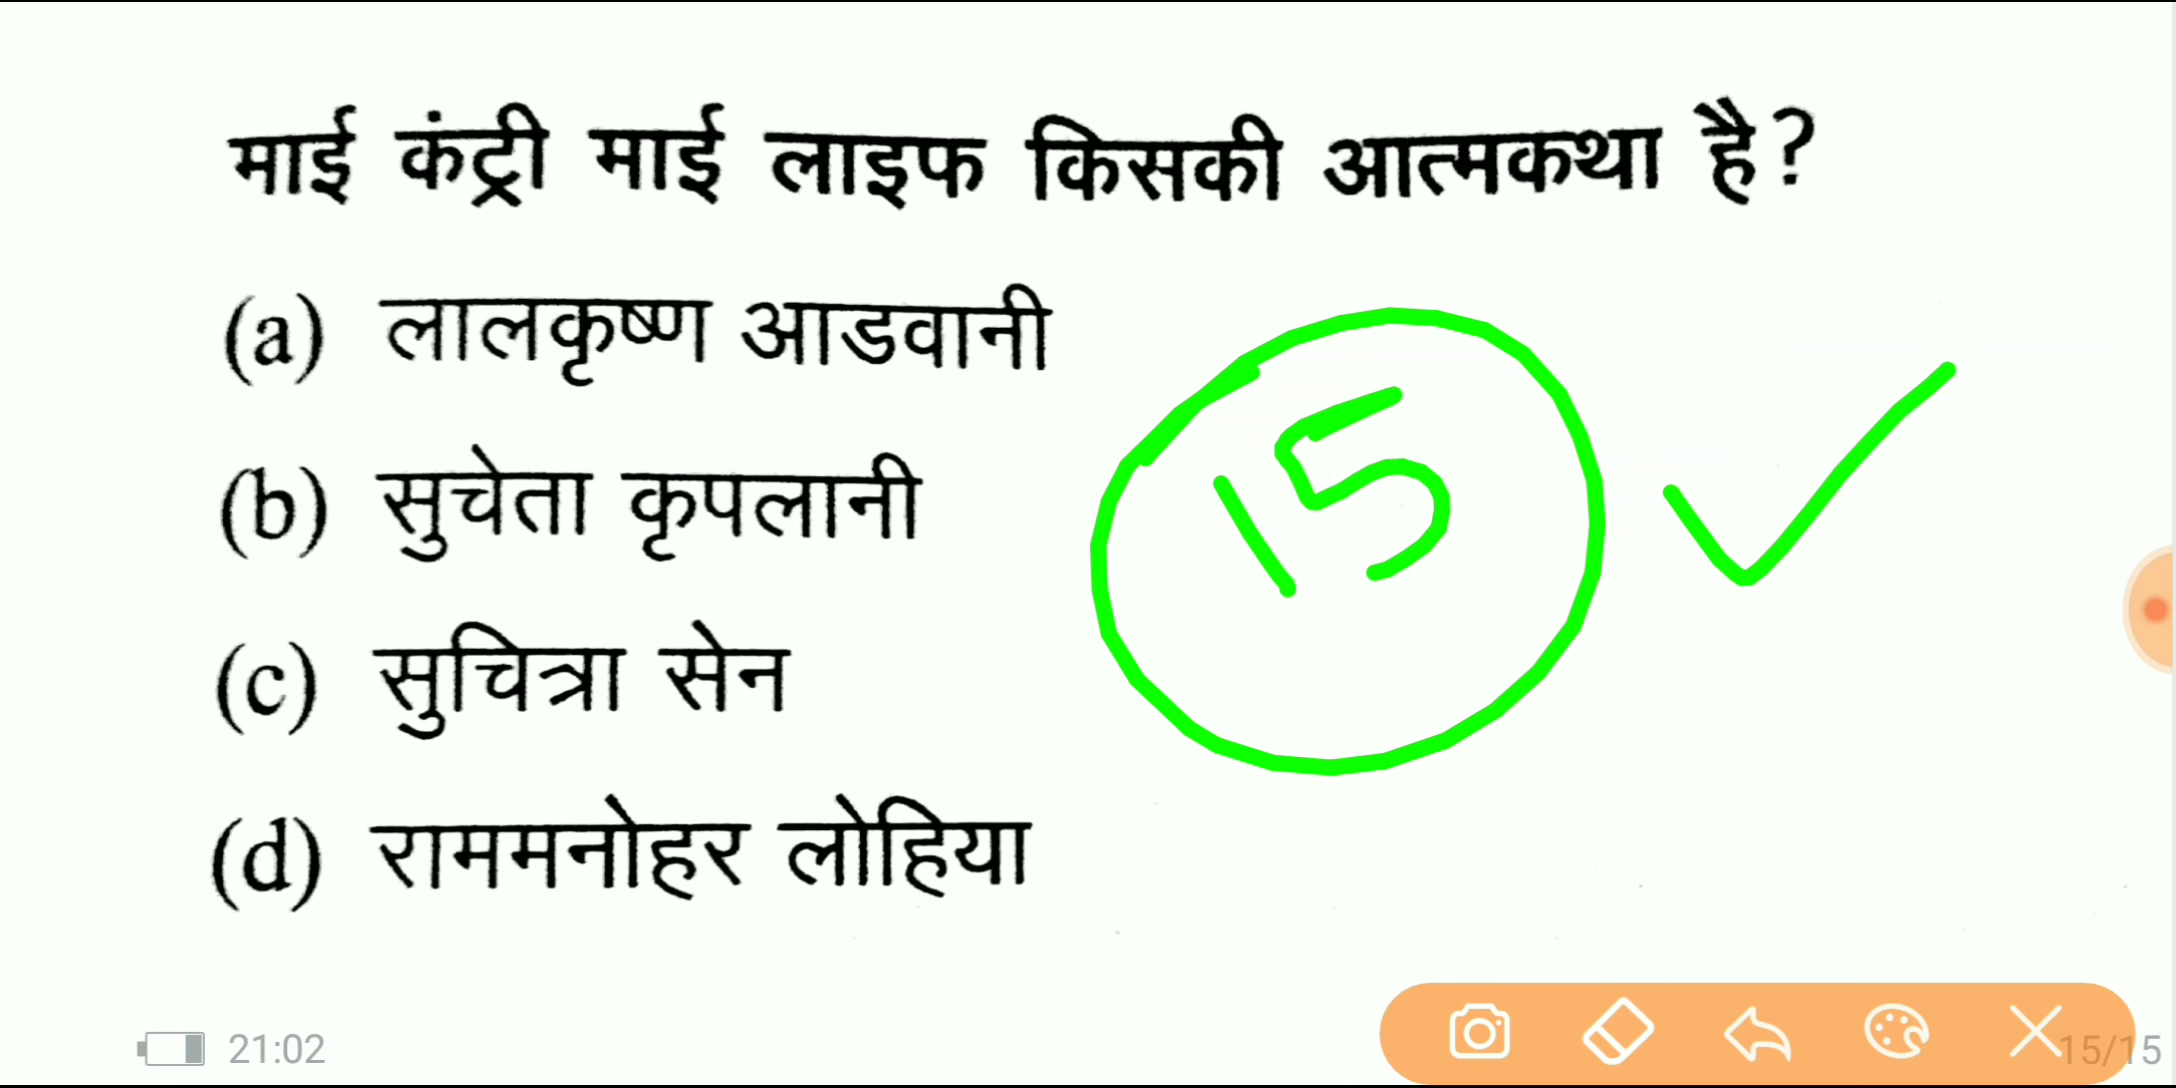 माई कंट्री माई लाइफ किसकी आत्मकथा है?
(a) लालकृष्ण आडवानी
(b) सुचेता कृपलानी
(c) सुचित्रा सेन
(d) राममनोहर लोहिया
15
21:02
15/15